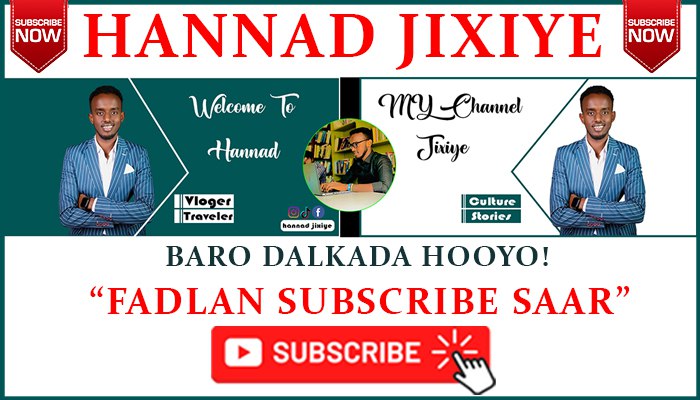 SUBSCRIBE
NOW
HANNAD JIXIYE
SUBSCRIBE
NOW
Welcome To
Hannad
Vloger
Traveler
hannad jixiye
MY Channel
Jixiye
Culture
Stories
BARO DALKADA HOOYO!
“FADLAN SUBSCRIBE SAAR”
SUBSCRIBE